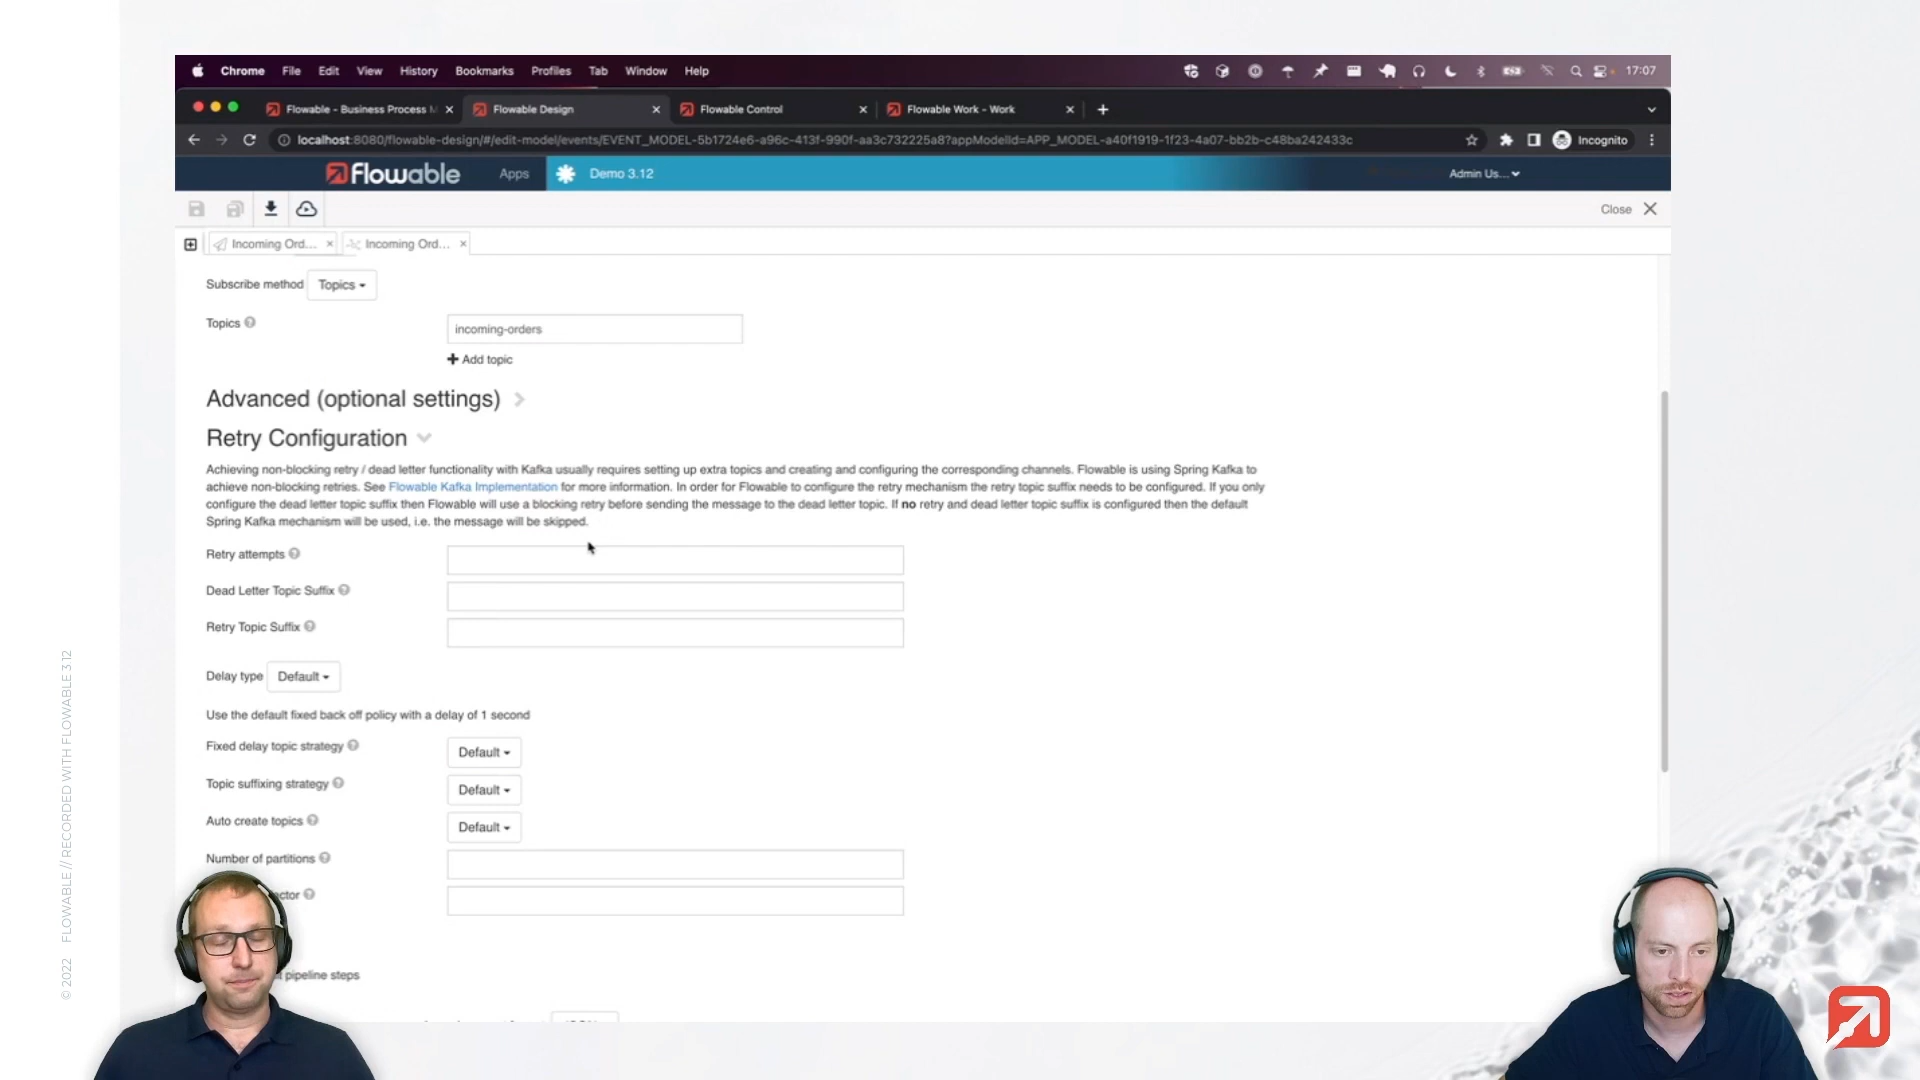 Chrome File Edit View History Bookmarks Profiles Tab Window Help 17:07
Flowable - Business Process M Flowable Design Flowable Control Flowable Work - Work
localhost:8080/flowable-design/#/edit-model/events/EVENT_MODEL-5b1724e6-a96c-413f-990f-aa3c732225a8?appModelId=APP_MODEL-a40f1919-1f23-4a07-bb2b-c48ba242433c Incognito
Flowable Apps Demo 3.12 Admin Us...
Close
Incoming Ord... Incoming Ord...
Subscribe method Topics
Topics incoming-orders
Add topic
Advanced (optional settings)
Retry Configuration
Achieving non-blocking retry / dead letter functionality with Kafka usually requires setting up extra topics and creating and configuring the corresponding channels. Flowable is using Spring Kafka to
achieve non-blocking retries. See Flowable Kafka Implementation for more information. In order for Flowable to configure the retry mechanism the retry topic suffix needs to be configured. If you only
configure the dead letter topic suffix then Flowable will use a blocking retry before sending the message to the dead letter topic. If no retry and dead letter topic suffix is configured then the default
Spring Kafka mechanism will be used, i.e. the message will be skipped.
Retry attempts
Dead Letter Topic Suffix
Retry Topic Suffix
Delay type Default
Use the default fixed back off policy with a delay of 1 second
Fixed delay topic strategy Default
Topic suffixing strategy Default
Auto create topics Default
Number of partitions
ctor
pipeline steps
© 2022 FLOWABLE // RECORDED WITH FLOWABLE 3.12